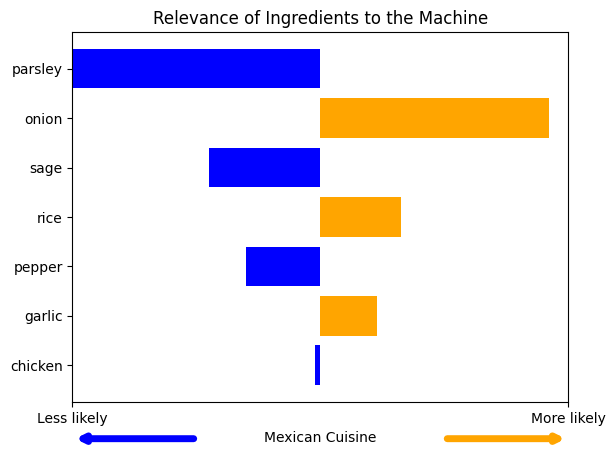 Relevance of Ingredients to the Machine
parsley
onion
sage
rice
pepper
garlic
chicken
Less likely
More likely
Mexican Cuisine